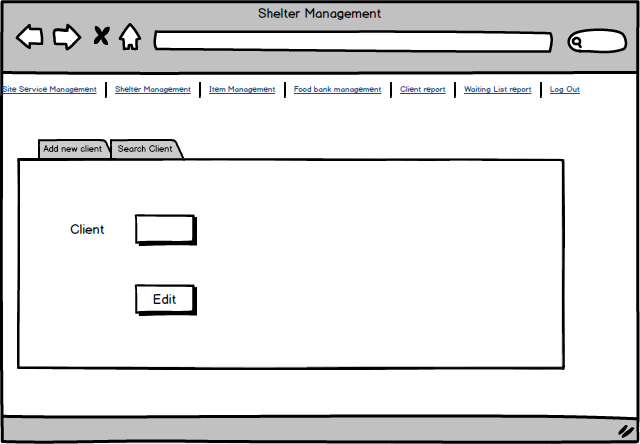 Shelter Management
Site Service Management Shelter Management Item Management Food bank management Client report Waiting List report Log Out
Add new client Search Client
Client
Edit